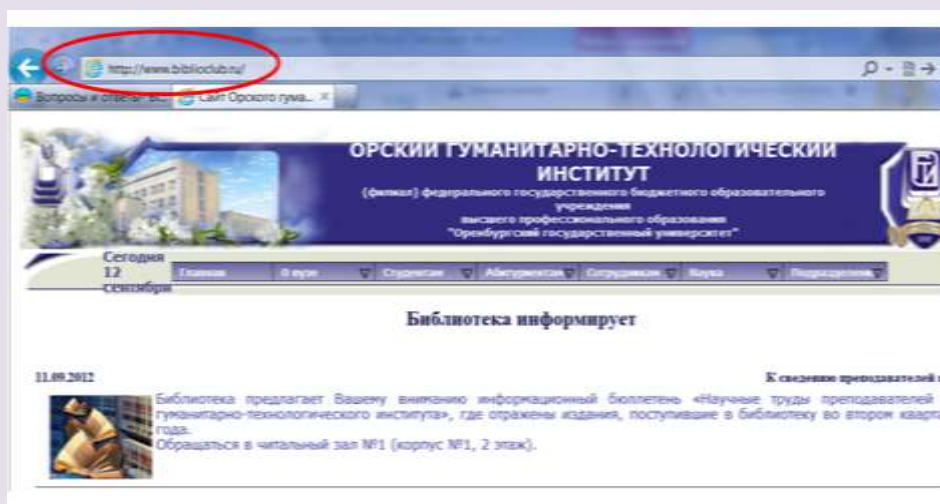 http://www.biblioclub.ru/
Вопросы и ответы- Bi... Сайт Орского гума... ×
ОРСКИЙ ГУМАНИТАРНО-ТЕХНОЛОГИЧЕСКИЙ
ИНСТИТУТ
(филиал) федерального государственного бюджетного образовательного
учреждения
высшего профессионального образования
"Оренбургский государственный университет"
Сегодня
12
сентября
Главная О вузе Студентам Абитуриентам Сотрудникам Наука Подразделения
Библиотека информирует
11.09.2012 К сведению преподавателей
Библиотека предлагает Вашему вниманию информационный бюллетень «Научные труды преподавателей
гуманитарно-технологического института», где отражены издания, поступившие в библиотеку во втором кварта
года.
Обращаться в читальный зал №1 (корпус №1, 2 этаж).